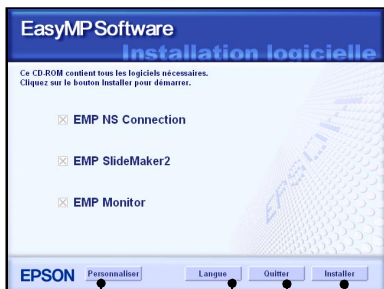 EasyMP Software
Installation logicielle
Ce CD-ROM contient tous les logiciels nécessaires.
Cliquez sur le bouton Installer pour démarrer.
EMP NS Connection
EMP SlideMaker2
EMP Monitor
EPSON
EPSON Personnaliser Langue Quitter Installer